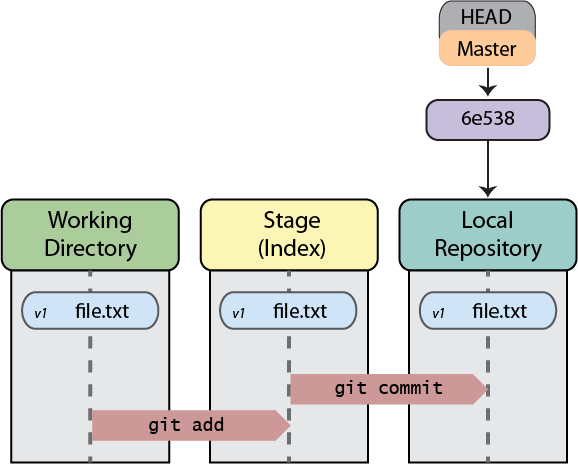 HEAD
Master
6e538
Working
Directory
Stage
(Index)
Local
Repository
v1 file.txt
v1 file.txt
v1 file.txt
git commit
git add